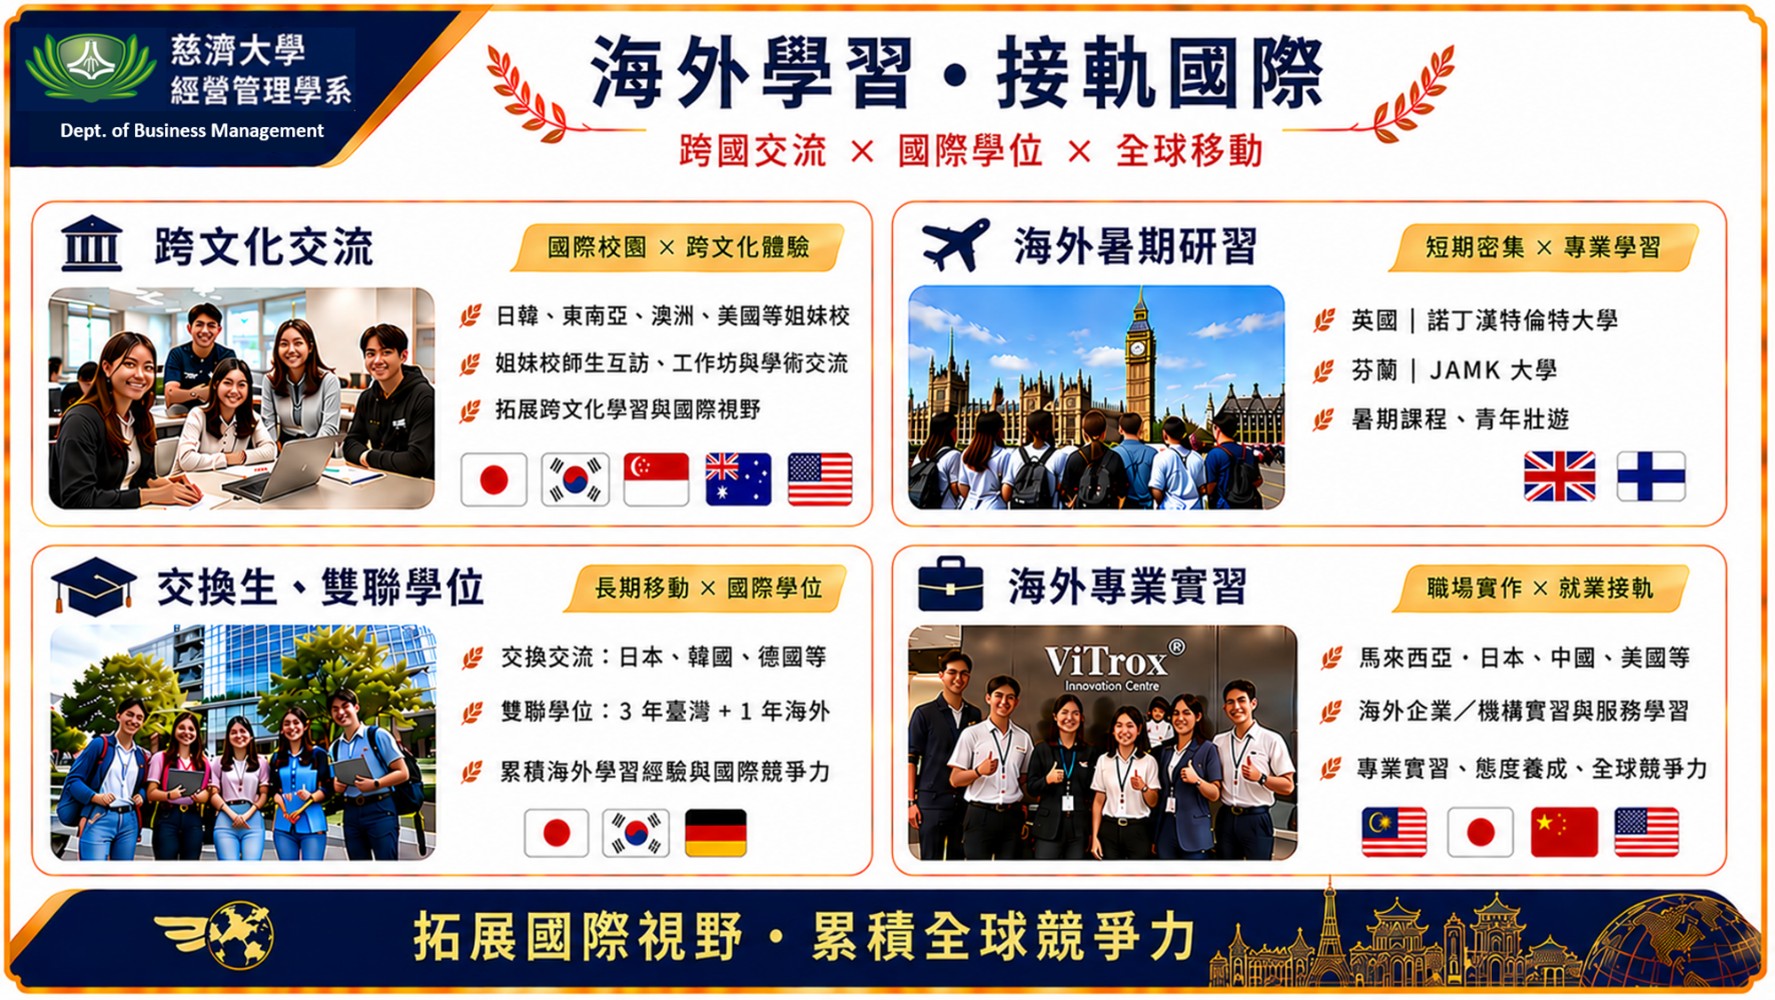 慈濟大學
經營管理學系
Dept. of Business Management
海外學習•接軌國際
跨國交流 × 國際學位 × 全球移動
跨文化交流
國際校園 × 跨文化體驗
日韓、東南亞、澳洲、美國等姐妹校
姐妹校師生互訪、工作坊與學術交流
拓展跨文化學習與國際視野
海外暑期研習
短期密集 × 專業學習
英國｜諾丁漢特倫特大學
芬蘭｜JAMK 大學
暑期課程、青年壯遊
交換生、雙聯學位
長期移動 × 國際學位
交換交流：日本、韓國、德國等
雙聯學位：3 年臺灣 + 1 年海外
累積海外學習經驗與國際競爭力
海外專業實習
職場實作 × 就業接軌
ViTrox®
Innovation Centre
馬來西亞・日本、中國、美國等
海外企業／機構實習與服務學習
專業實習、態度養成、全球競爭力
拓展國際視野•累積全球競爭力